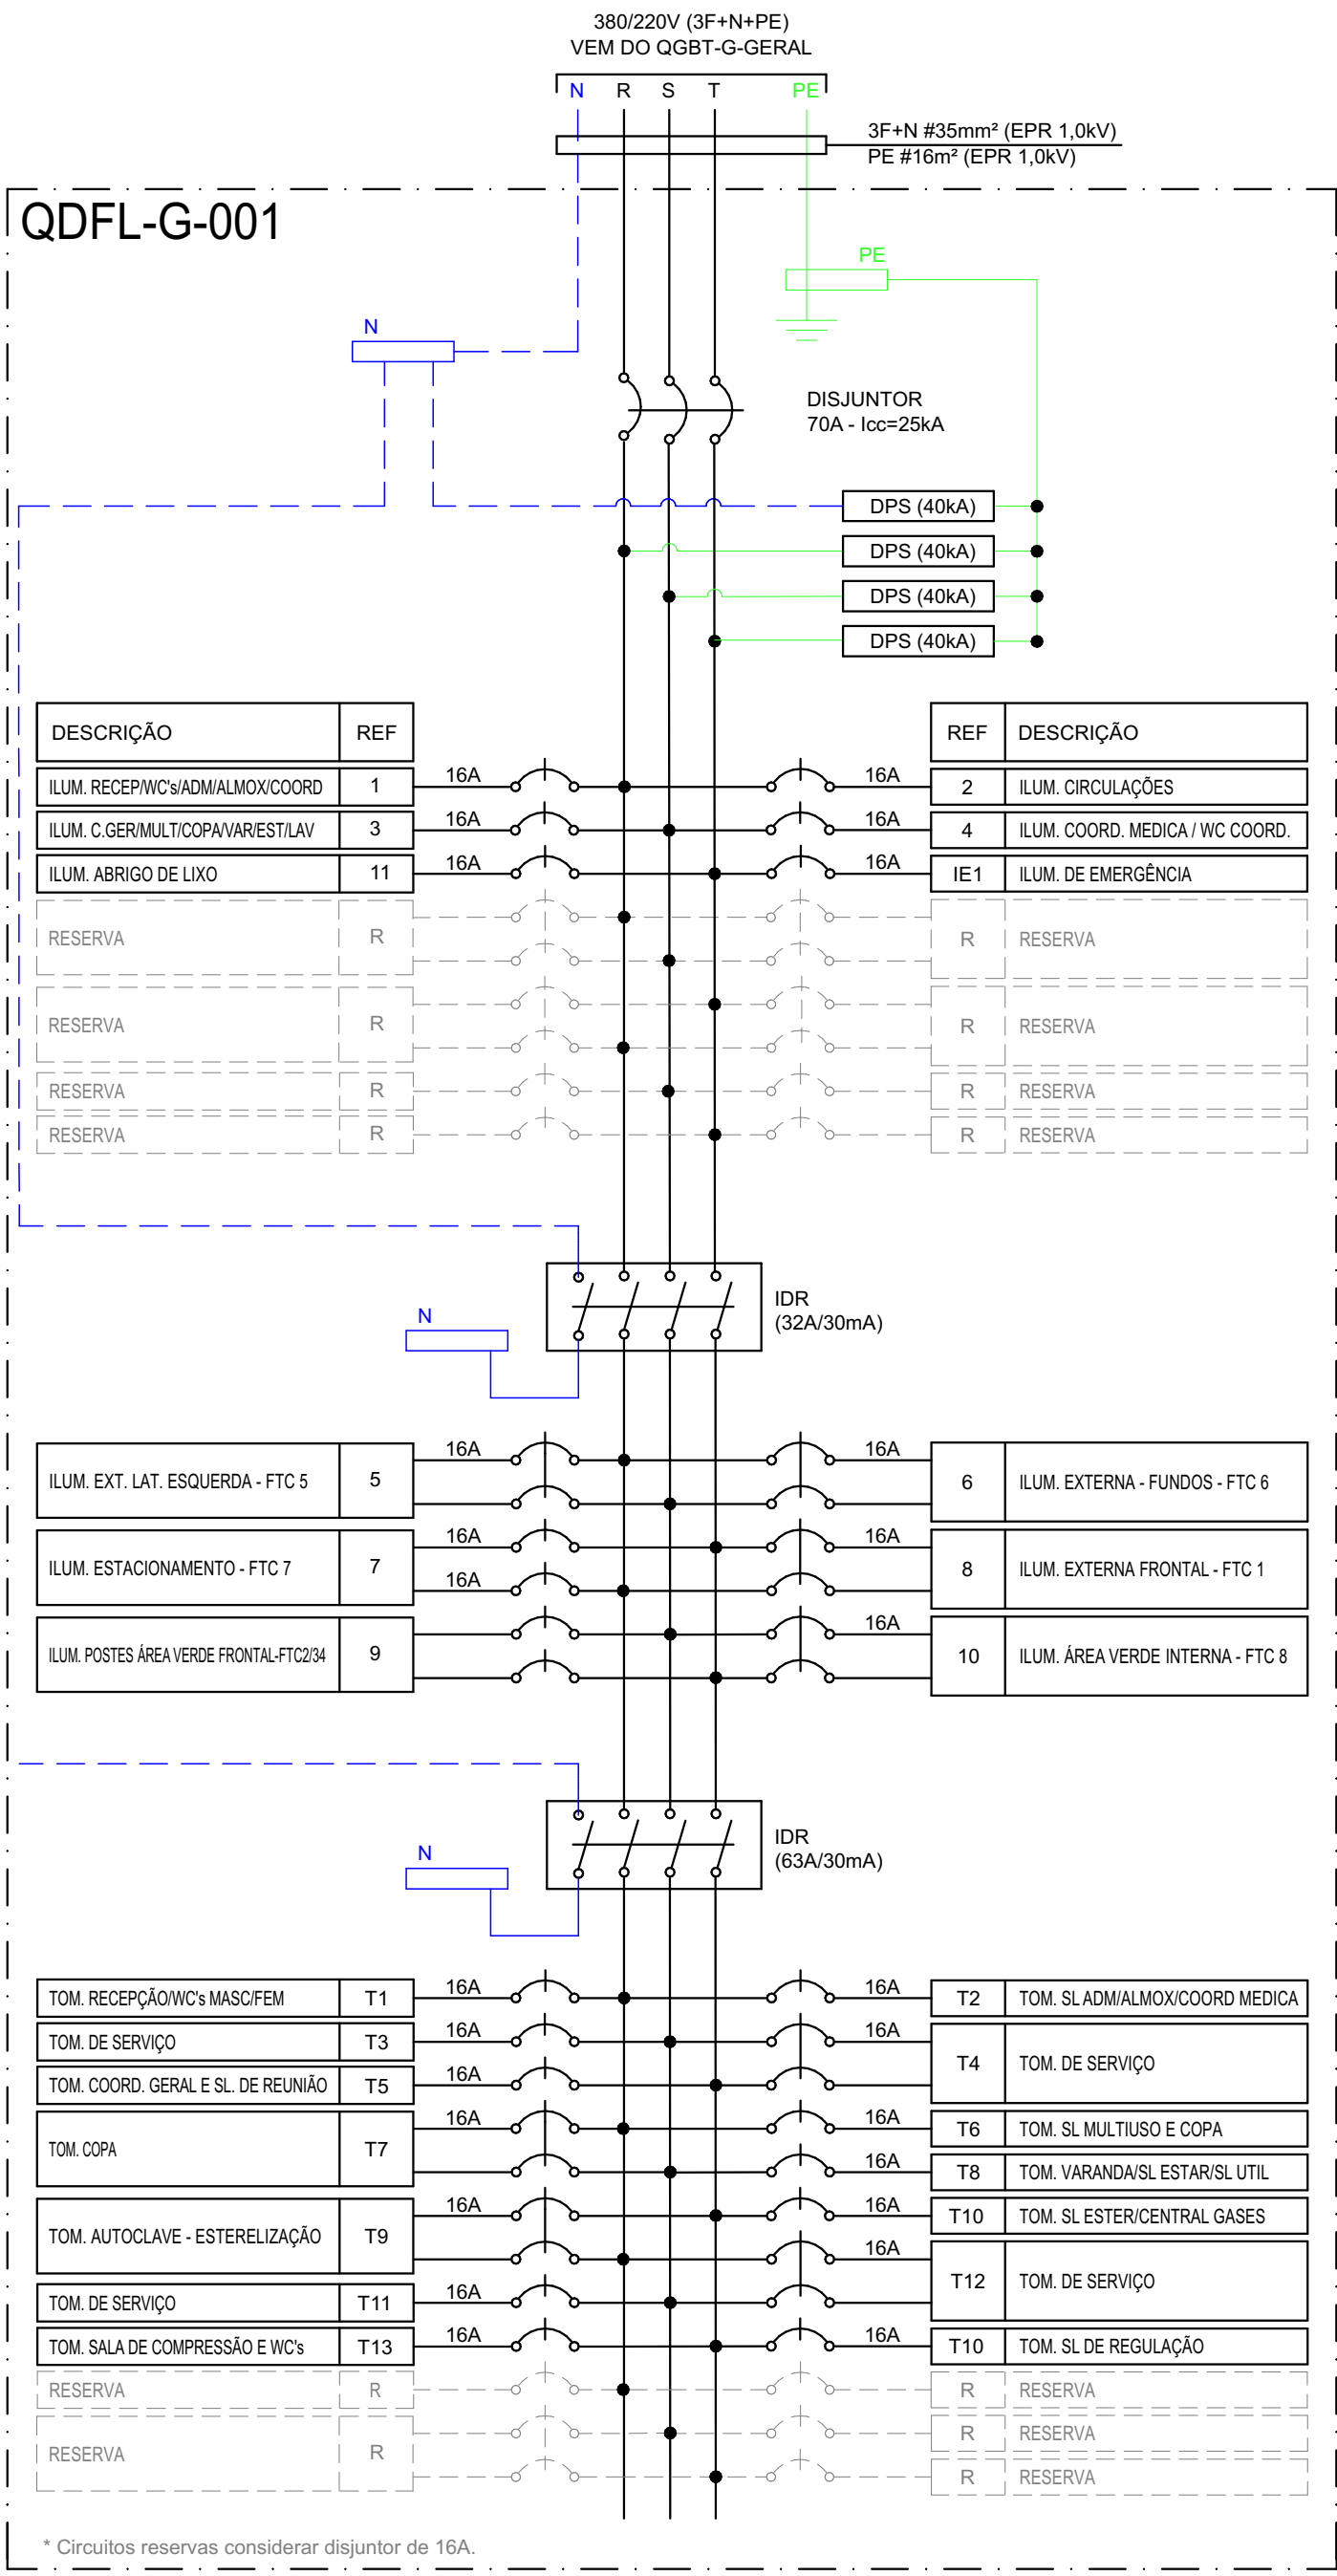 380/220V (3F+N+PE)
VEM DO QGBT-G-GERAL
N R S T PE
3F+N #35mm² (EPR 1,0kV)
PE #16m² (EPR 1,0kV)
QDFL-G-001
PE
N
DISJUNTOR
70A - Icc=25kA
DPS (40kA)
DPS (40kA)
DPS (40kA)
DPS (40kA)
DESCRIÇÃO REF REF DESCRIÇÃO
ILUM. RECEP/WC's/ADM/ALMOX/COORD 1 16A 16A 2 ILUM. CIRCULAÇÕES
ILUM. C.GER/MULT/COPA/VAR/EST/LAV 3 16A 16A 4 ILUM. COORD. MEDICA / WC COORD.
ILUM. ABRIGO DE LIXO 11 16A 16A IE1 ILUM. DE EMERGÊNCIA
RESERVA R R RESERVA
RESERVA R R RESERVA
RESERVA R R RESERVA
RESERVA R R RESERVA
IDR
(32A/30mA)
N
ILUM. EXT. LAT. ESQUERDA - FTC 5 5 16A 16A 6 ILUM. EXTERNA - FUNDOS - FTC 6
ILUM. ESTACIONAMENTO - FTC 7 7 16A 16A 16A 8 ILUM. EXTERNA FRONTAL - FTC 1
ILUM. POSTES ÁREA VERDE FRONTAL-FTC2/34 9 16A 10 ILUM. ÁREA VERDE INTERNA - FTC 8
IDR
(63A/30mA)
N
TOM. RECEPÇÃO/WC's MASC/FEM T1 16A 16A T2 TOM. SL ADM/ALMOX/COORD MEDICA
TOM. DE SERVIÇO T3 16A 16A T4 TOM. DE SERVIÇO
TOM. COORD. GERAL E SL. DE REUNIÃO T5 16A
TOM. COPA T7 16A 16A T6 TOM. SL MULTIUSO E COPA
16A T8 TOM. VARANDA/SL ESTAR/SL UTIL
TOM. AUTOCLAVE - ESTERELIZAÇÃO T9 16A 16A T10 TOM. SL ESTER/CENTRAL GASES
16A T12 TOM. DE SERVIÇO
TOM. DE SERVIÇO T11 16A
TOM. SALA DE COMPRESSÃO E WC's T13 16A 16A T10 TOM. SL DE REGULAÇÃO
RESERVA R R RESERVA
RESERVA R R RESERVA
R RESERVA
* Circuitos reservas considerar disjuntor de 16A.